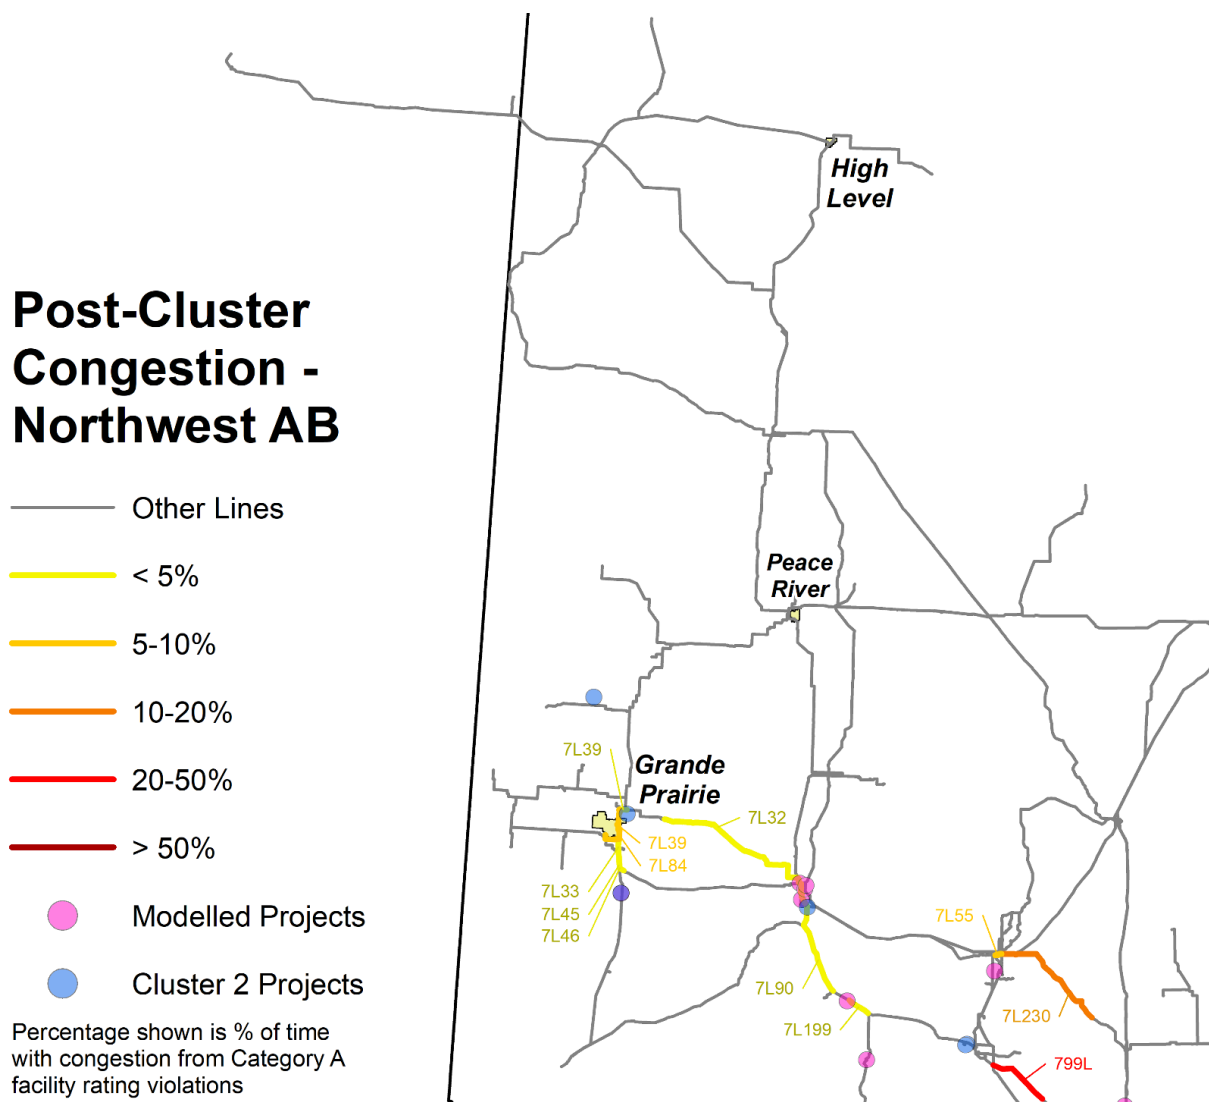 High
Level
Post-Cluster
Congestion -
Northwest AB
Other Lines
< 5%
5-10%
10-20%
20-50%
> 50%
Modelled Projects
Cluster 2 Projects
Percentage shown is % of time
with congestion from Category A
facility rating violations
Peace
River
7L39
Grande
Prairie
7L32
7L39
7L84
7L33
7L45
7L46
7L55
7L90
7L199
7L230
799L